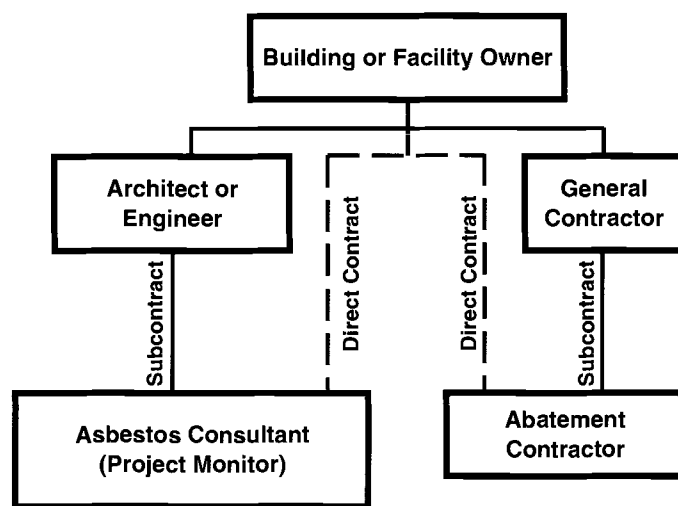 Building or Facility Owner
Architect or
Engineer
General
Contractor
Subcontract
Direct Contract
Direct Contract
Subcontract
Asbestos Consultant
(Project Monitor)
Abatement
Contractor